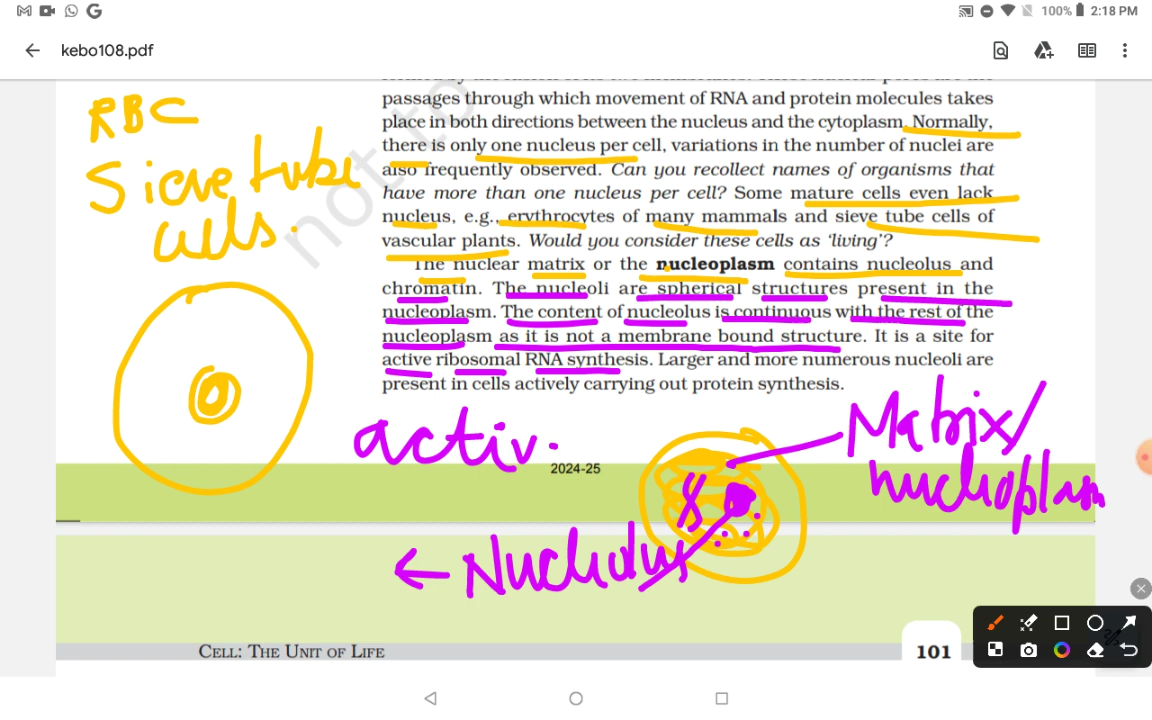 100% 2:18 PM
kebo108.pdf
passages through which movement of RNA and protein molecules takes
place in both directions between the nucleus and the cytoplasm. Normally,
there is only one nucleus per cell, variations in the number of nuclei are
also frequently observed. Can you recollect names of organisms that
have more than one nucleus per cell? Some mature cells even lack
nucleus, e.g., erythrocytes of many mammals and sieve tube cells of
vascular plants. Would you consider these cells as ‘living’?
The nuclear matrix or the nucleoplasm contains nucleolus and
chromatin. The nucleoli are spherical structures present in the
nucleoplasm. The content of nucleolus is continuous with the rest of the
nucleoplasm as it is not a membrane bound structure. It is a site for
active ribosomal RNA synthesis. Larger and more numerous nucleoli are
present in cells actively carrying out protein synthesis.
RBC
Sieve tube
cells.
not to
activ.
Matrix/
nucleoplasm
← Nucleolus
2024-25
CELL: THE UNIT OF LIFE
101